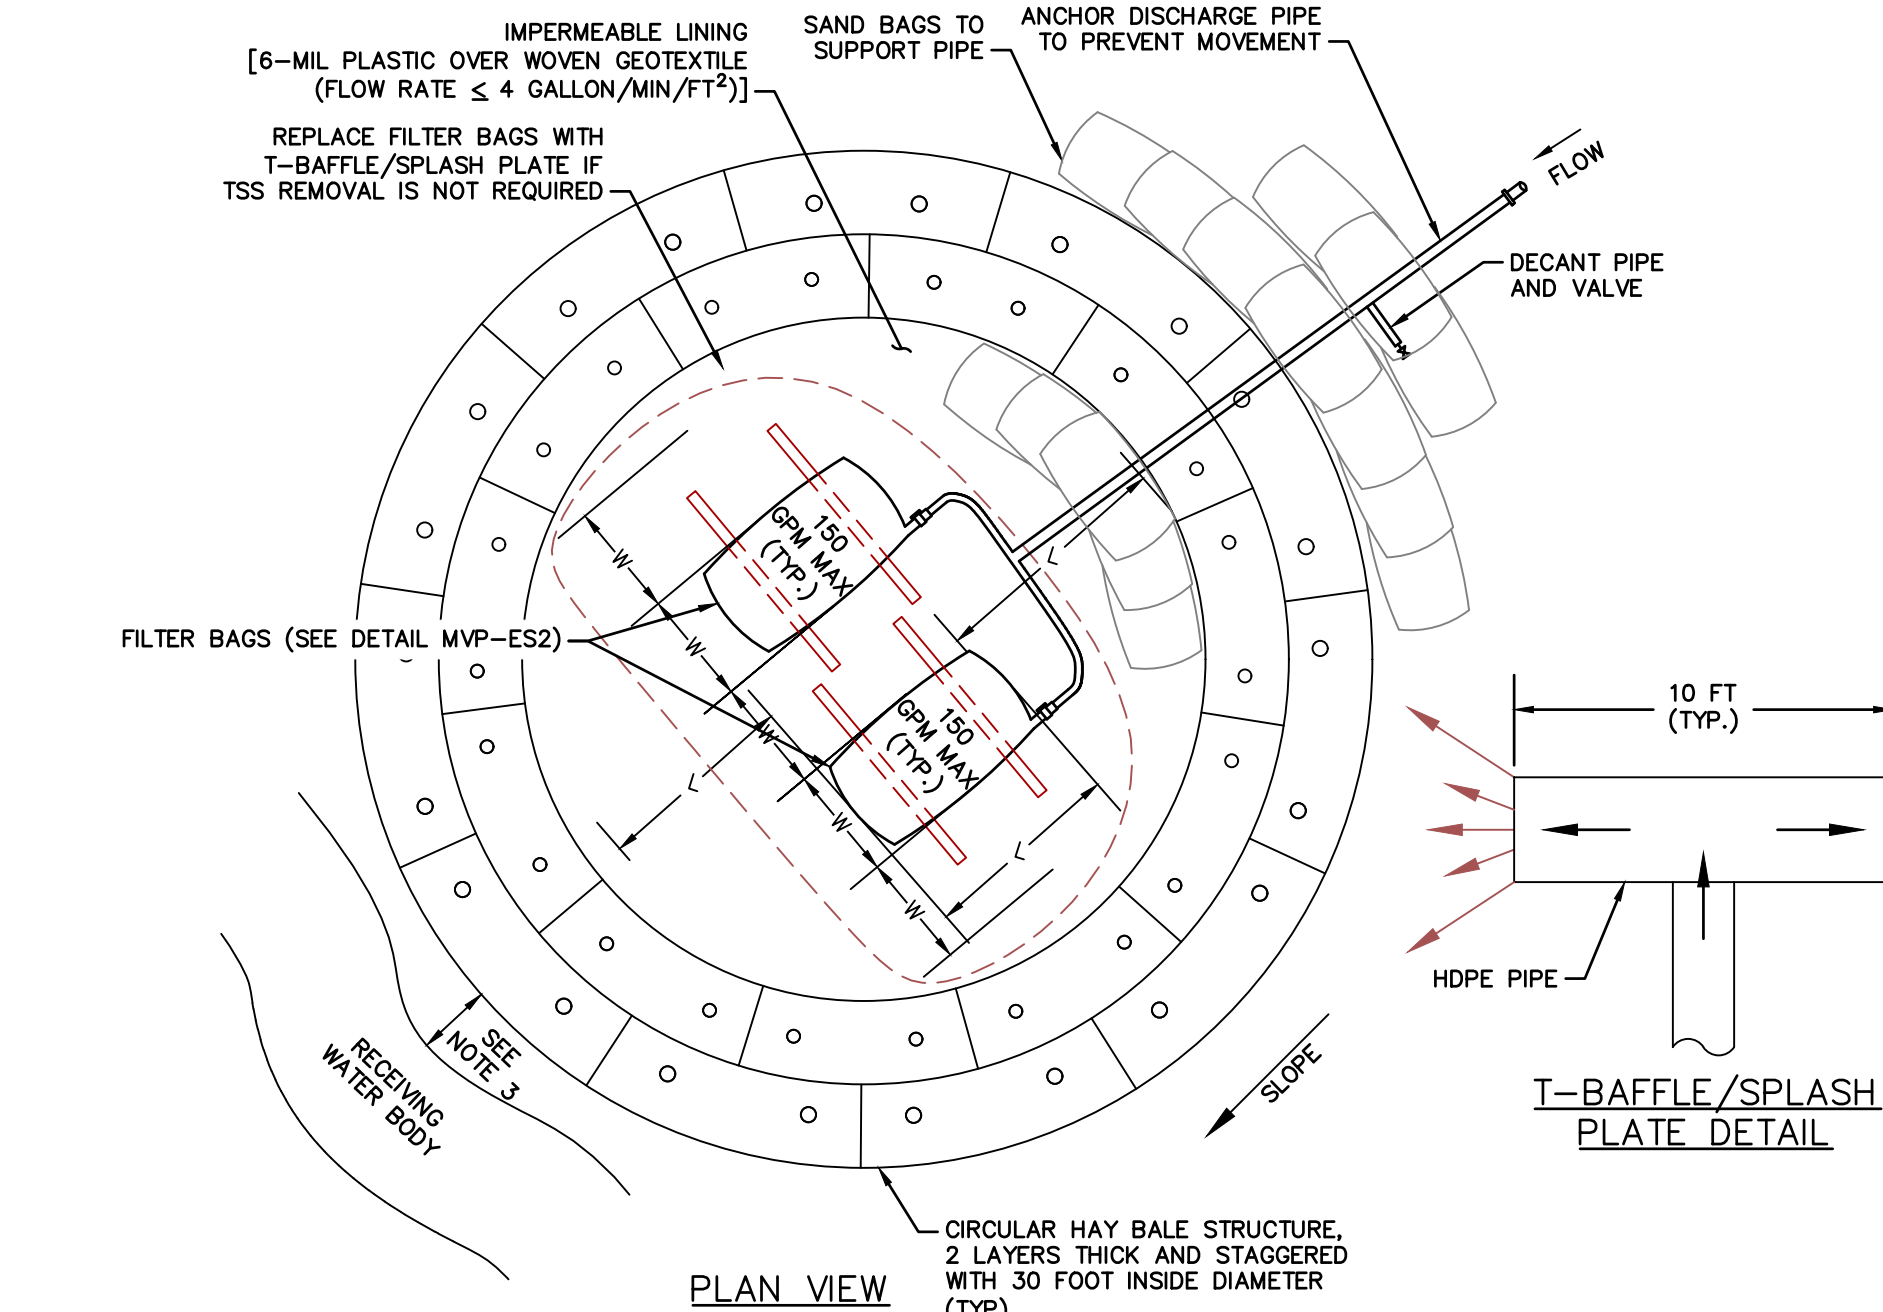 IMPERMEABLE LINING
[6-MIL PLASTIC OVER WOVEN GEOTEXTILE
(FLOW RATE ≤ 4 GALLON/MIN/FT²)]
SAND BAGS TO
SUPPORT PIPE
ANCHOR DISCHARGE PIPE
TO PREVENT MOVEMENT
REPLACE FILTER BAGS WITH
T-BAFFLE/SPLASH PLATE IF
TSS REMOVAL IS NOT REQUIRED
FLOW
DECANT PIPE
AND VALVE
150
GPM MAX
(TYP.)
W
L
FILTER BAGS (SEE DETAIL MVP-ES2)
W
150
GPM MAX
(TYP.)
W
L
W
L
W
10 FT
(TYP.)
HDPE PIPE
SEE
NOTE 3
RECEIVING
WATER BODY
SLOPE
T-BAFFLE/SPLASH
PLATE DETAIL
CIRCULAR HAY BALE STRUCTURE,
2 LAYERS THICK AND STAGGERED
WITH 30 FOOT INSIDE DIAMETER
(TYP)
PLAN VIEW